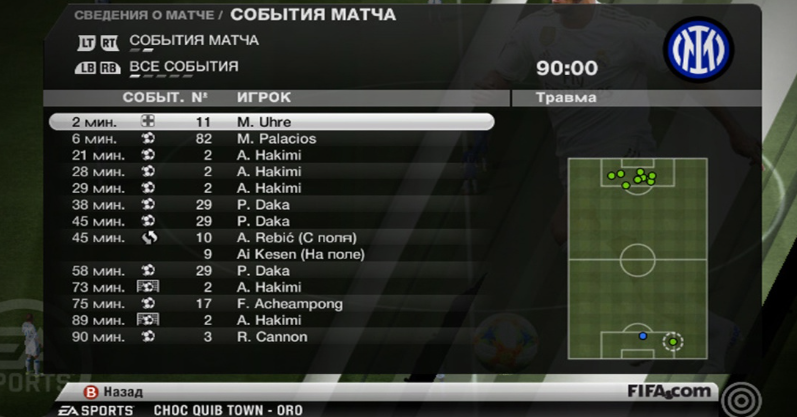 СВЕДЕНИЯ О МАТЧЕ / СОБЫТИЯ МАТЧА
LT RT СОБЫТИЯ МАТЧА
LB RB ВСЕ СОБЫТИЯ
90:00
СОБЫТ. № ИГРОК Травма
2 мин. 11 M. Uhre
6 мин. 82 M. Palacios
21 мин. 2 A. Hakimi
28 мин. 2 A. Hakimi
29 мин. 2 A. Hakimi
38 мин. 29 P. Daka
45 мин. 29 P. Daka
45 мин. 10 A. Rebić (С попя)
9 Ai Kesen (На поле)
58 мин. 29 P. Daka
73 мин. 2 A. Hakimi
75 мин. 17 F. Acheampong
89 мин. 2 A. Hakimi
90 мин. 3 R. Cannon
B Назад
FIFA.com
EA SPORTS CHOC QUIB TOWN - ORO